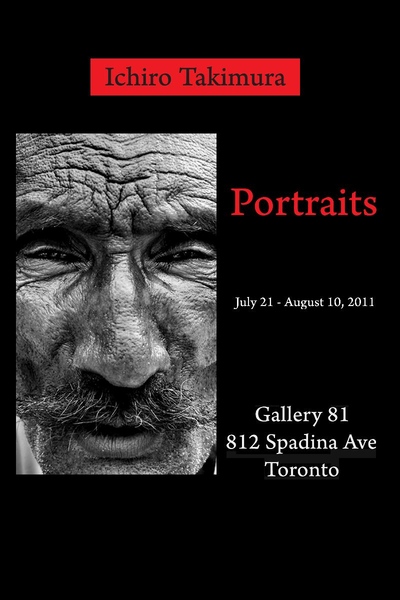 Ichiro Takimura
Portraits
July 21 - August 10, 2011
Gallery 81
812 Spadina Ave
Toronto